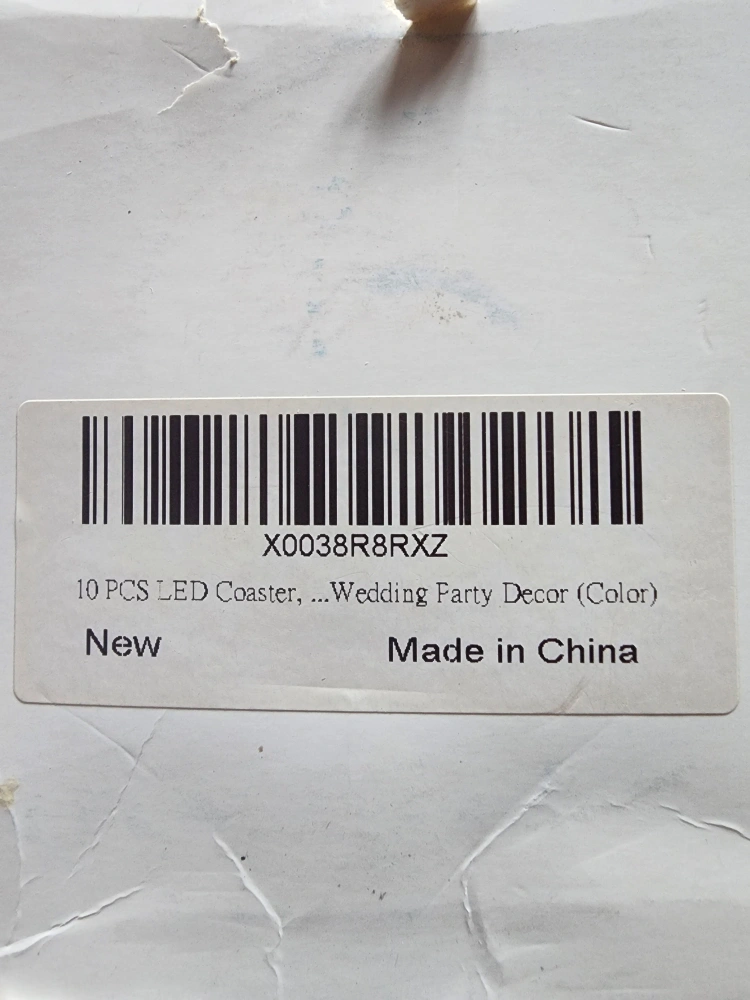 X0038R8RXZ
10 PCS LED Coaster, ...Wedding Party Decor (Color)
New
Made in China